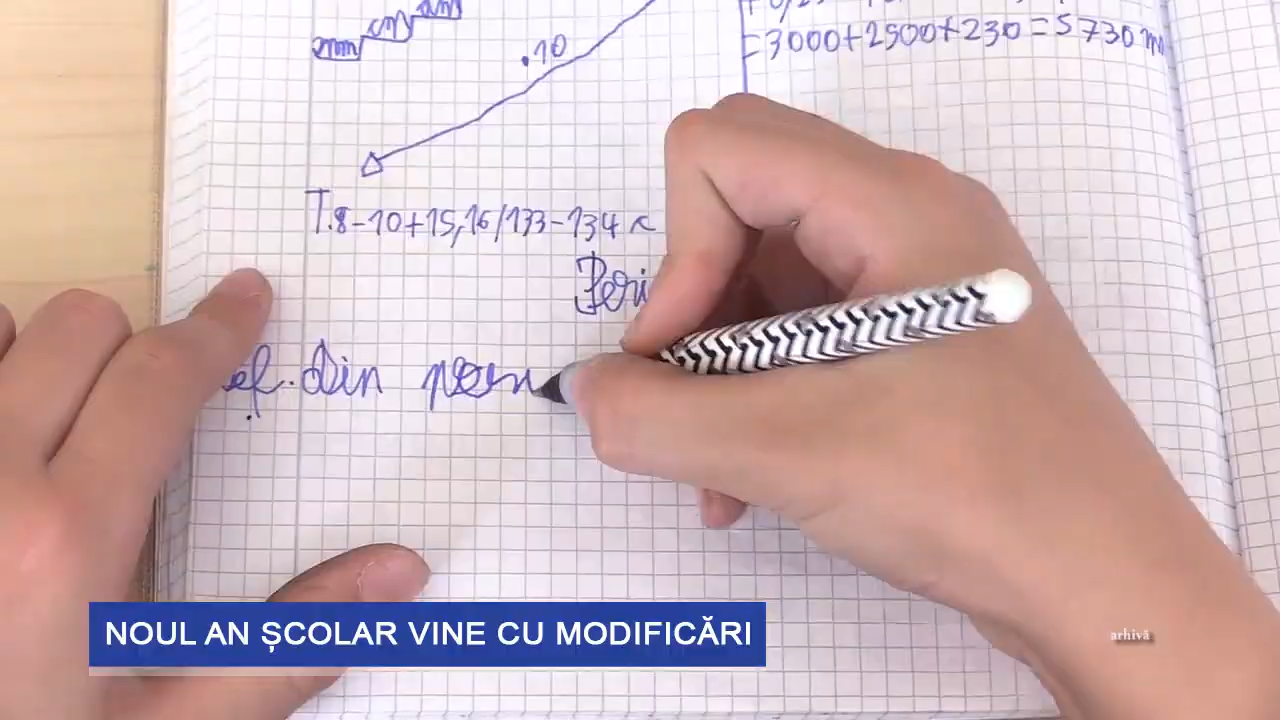 mm cm dm
.10
=3000+2500+230=5730 m
T.8-10+15,16/133-134
Peri
din
NOUL AN ȘCOLAR VINE CU MODIFICĂRI
arhivă